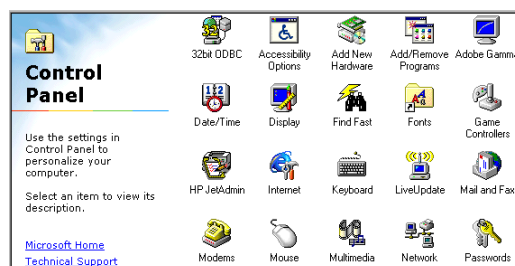 Control
Panel
Use the settings in
Control Panel to
personalize your
computer.
Select an item to view its
description.
Microsoft Home
Technical Support
32bit ODBC
Accessibility
Options
Add New
Hardware
Add/Remove
Programs
Adobe Gamma
Date/Time
Display
Find Fast
Fonts
Game
Controllers
HP JetAdmin
Internet
Keyboard
LiveUpdate
Mail and Fax
Modems
Mouse
Multimedia
Network
Passwords